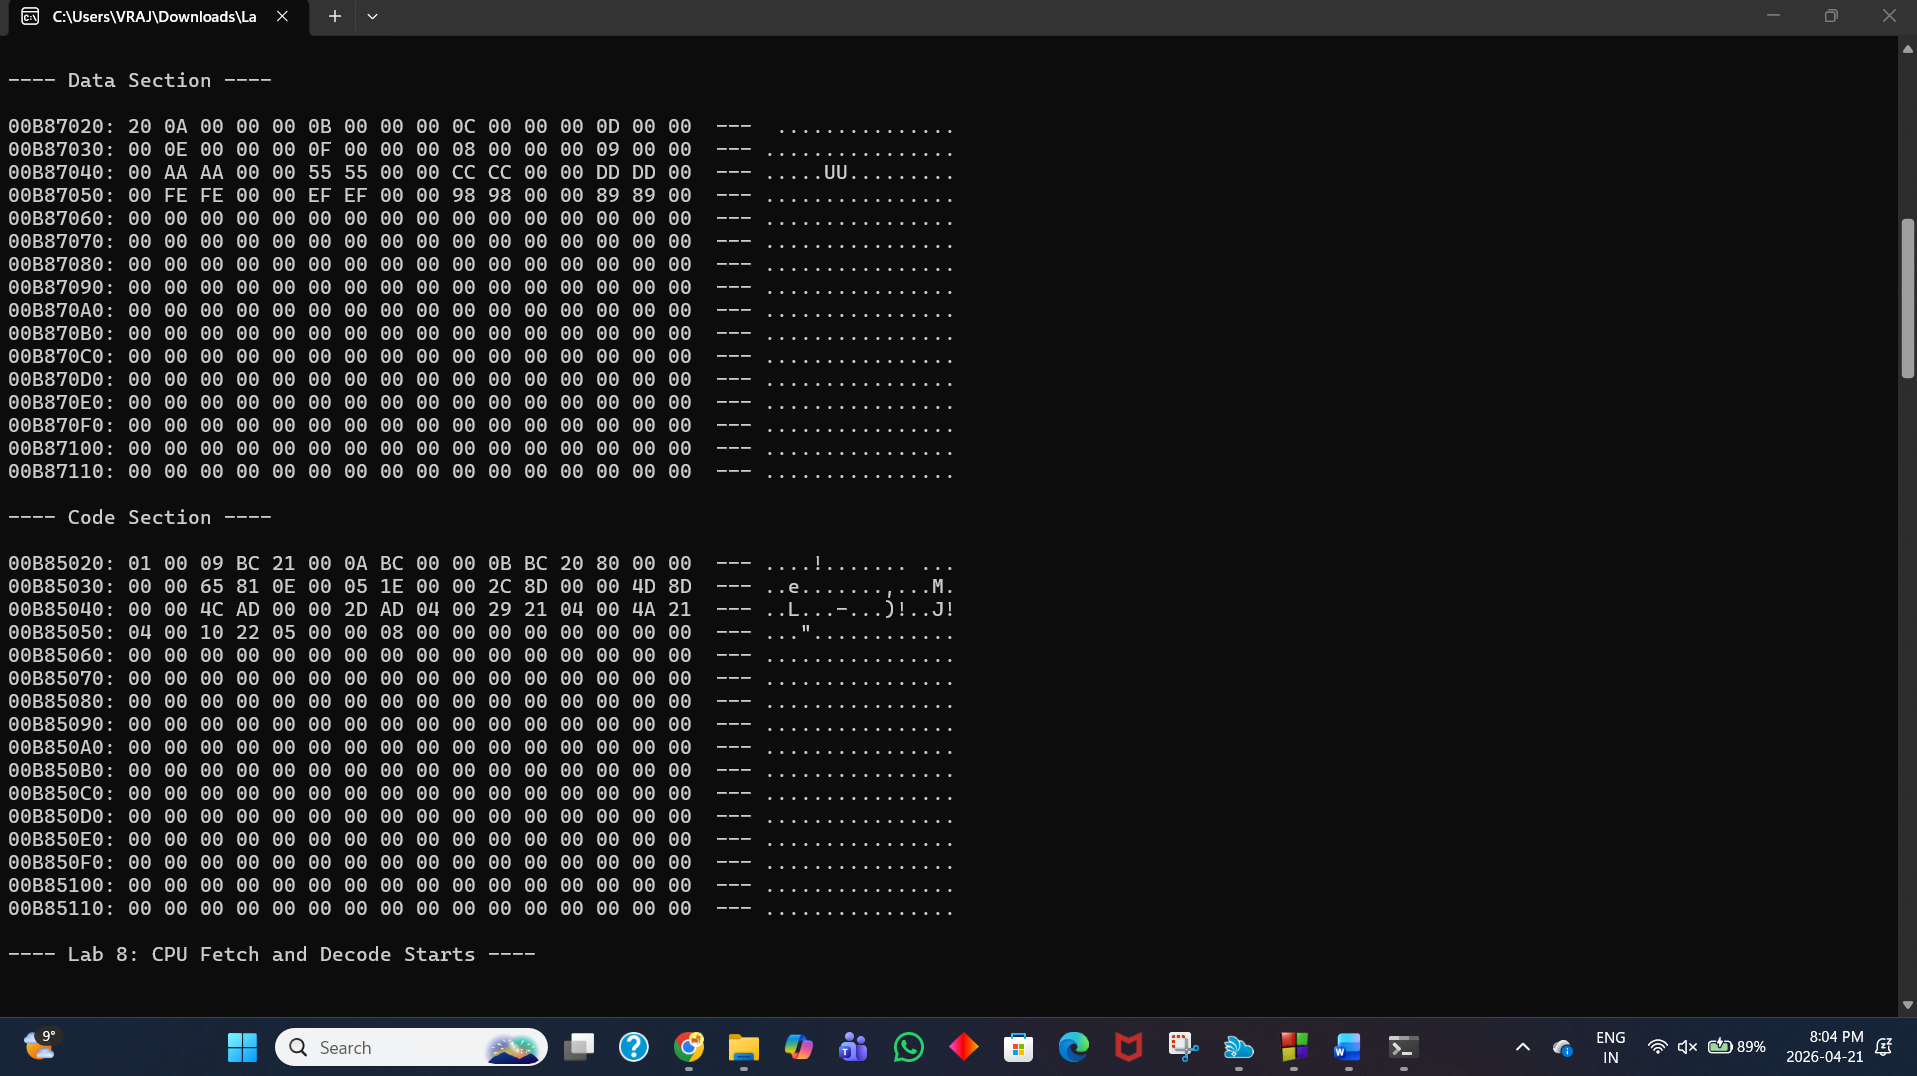 C:\Users\VRAJ\Downloads\La
---- Data Section ----
00B87020: 20 0A 00 00 00 0B 00 00 00 0C 00 00 00 0D 00 00  ---  ...............
00B87030: 00 0E 00 00 00 0F 00 00 00 08 00 00 00 09 00 00  --- ................
00B87040: 00 AA AA 00 00 55 55 00 00 CC CC 00 00 DD DD 00  --- .....UU.........
00B87050: 00 FE FE 00 00 EF EF 00 00 98 98 00 00 89 89 00  --- ................
00B87060: 00 00 00 00 00 00 00 00 00 00 00 00 00 00 00 00  --- ................
00B87070: 00 00 00 00 00 00 00 00 00 00 00 00 00 00 00 00  --- ................
00B87080: 00 00 00 00 00 00 00 00 00 00 00 00 00 00 00 00  --- ................
00B87090: 00 00 00 00 00 00 00 00 00 00 00 00 00 00 00 00  --- ................
00B870A0: 00 00 00 00 00 00 00 00 00 00 00 00 00 00 00 00  --- ................
00B870B0: 00 00 00 00 00 00 00 00 00 00 00 00 00 00 00 00  --- ................
00B870C0: 00 00 00 00 00 00 00 00 00 00 00 00 00 00 00 00  --- ................
00B870D0: 00 00 00 00 00 00 00 00 00 00 00 00 00 00 00 00  --- ................
00B870E0: 00 00 00 00 00 00 00 00 00 00 00 00 00 00 00 00  --- ................
00B870F0: 00 00 00 00 00 00 00 00 00 00 00 00 00 00 00 00  --- ................
00B87100: 00 00 00 00 00 00 00 00 00 00 00 00 00 00 00 00  --- ................
00B87110: 00 00 00 00 00 00 00 00 00 00 00 00 00 00 00 00  --- ................
---- Code Section ----
00B85020: 01 00 09 BC 21 00 0A BC 00 00 0B BC 20 80 00 00  --- ....!....... ...
00B85030: 00 00 65 81 0E 00 05 1E 00 00 2C 8D 00 00 4D 8D  --- ..e.......,...M.
00B85040: 00 00 4C AD 00 00 2D AD 04 00 29 21 04 00 4A 21  --- ..L...-...)!..J!
00B85050: 04 00 10 22 05 00 00 08 00 00 00 00 00 00 00 00  --- ..."............
00B85060: 00 00 00 00 00 00 00 00 00 00 00 00 00 00 00 00  --- ................
00B85070: 00 00 00 00 00 00 00 00 00 00 00 00 00 00 00 00  --- ................
00B85080: 00 00 00 00 00 00 00 00 00 00 00 00 00 00 00 00  --- ................
00B85090: 00 00 00 00 00 00 00 00 00 00 00 00 00 00 00 00  --- ................
00B850A0: 00 00 00 00 00 00 00 00 00 00 00 00 00 00 00 00  --- ................
00B850B0: 00 00 00 00 00 00 00 00 00 00 00 00 00 00 00 00  --- ................
00B850C0: 00 00 00 00 00 00 00 00 00 00 00 00 00 00 00 00  --- ................
00B850D0: 00 00 00 00 00 00 00 00 00 00 00 00 00 00 00 00  --- ................
00B850E0: 00 00 00 00 00 00 00 00 00 00 00 00 00 00 00 00  --- ................
00B850F0: 00 00 00 00 00 00 00 00 00 00 00 00 00 00 00 00  --- ................
00B85100: 00 00 00 00 00 00 00 00 00 00 00 00 00 00 00 00  --- ................
00B85110: 00 00 00 00 00 00 00 00 00 00 00 00 00 00 00 00  --- ................
---- Lab 8: CPU Fetch and Decode Starts ----
9°
Search
ENG
IN
89%
8:04 PM
2026-04-21